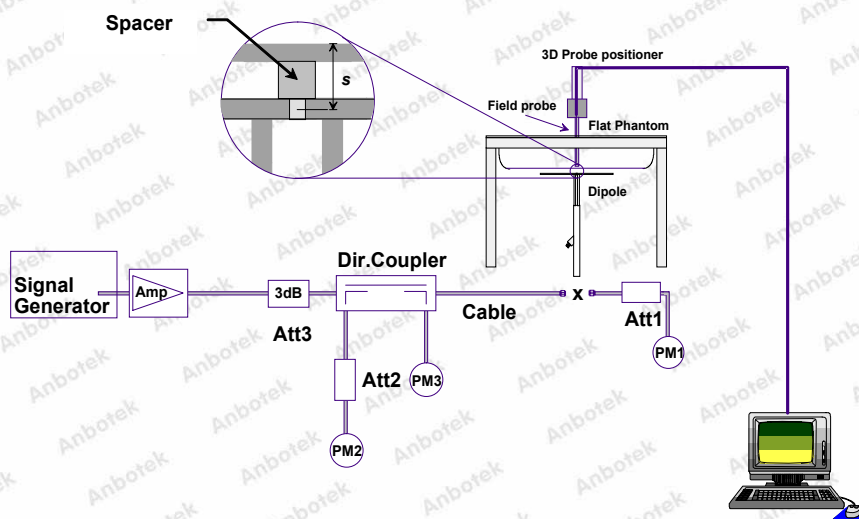 Spacer
s
3D Probe positioner
Field probe
Flat Phantom
Dipole
Signal
Generator
Amp
3dB
Att3
Dir.Coupler
Cable
x
Att1
PM1
Att2
PM3
PM2
Anbotek